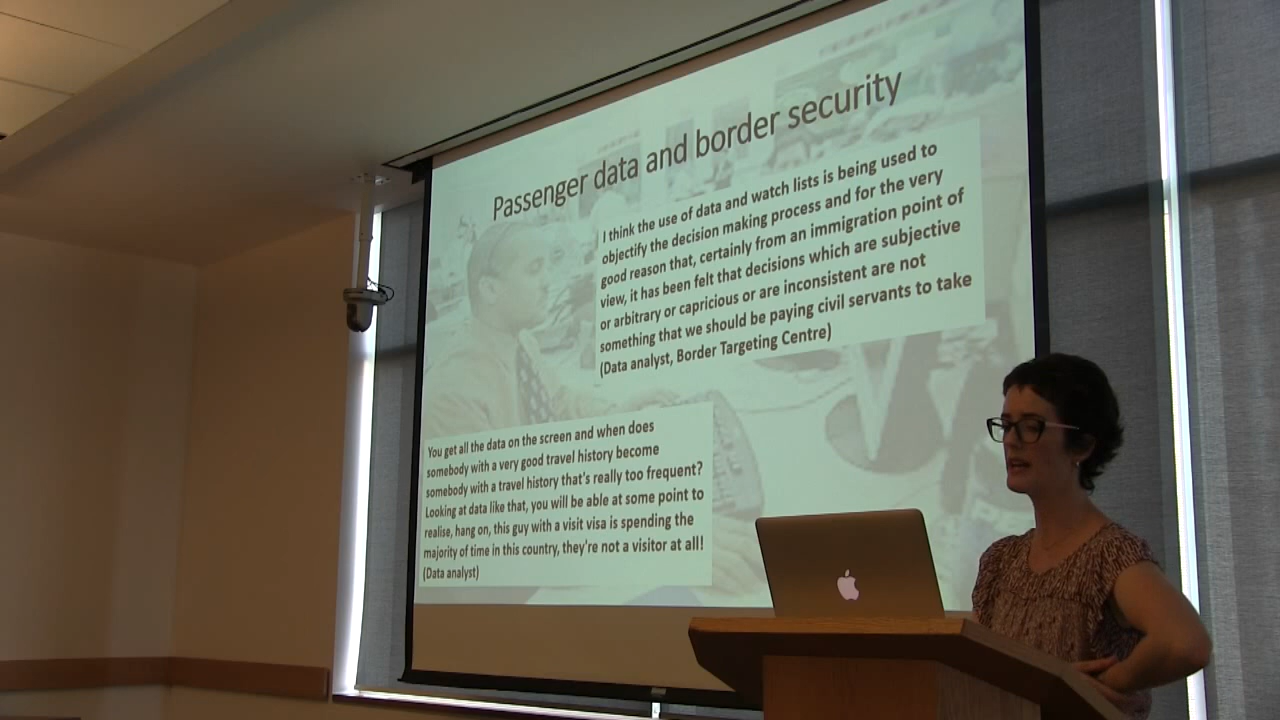 Passenger data and border security
I think the use of data and watch lists is being used to
objectify the decision making process and for the very
good reason that, certainly from an immigration point of
view, it has been felt that decisions which are subjective
or arbitrary or capricious or are inconsistent are not
something that we should be paying civil servants to take
(Data analyst, Border Targeting Centre)
You get all the data on the screen and when does
somebody with a very good travel history become
somebody with a travel history that's really too frequent?
Looking at data like that, you will be able at some point to
realise, hang on, this guy with a visit visa is spending the
majority of time in this country, they're not a visitor at all!
(Data analyst)